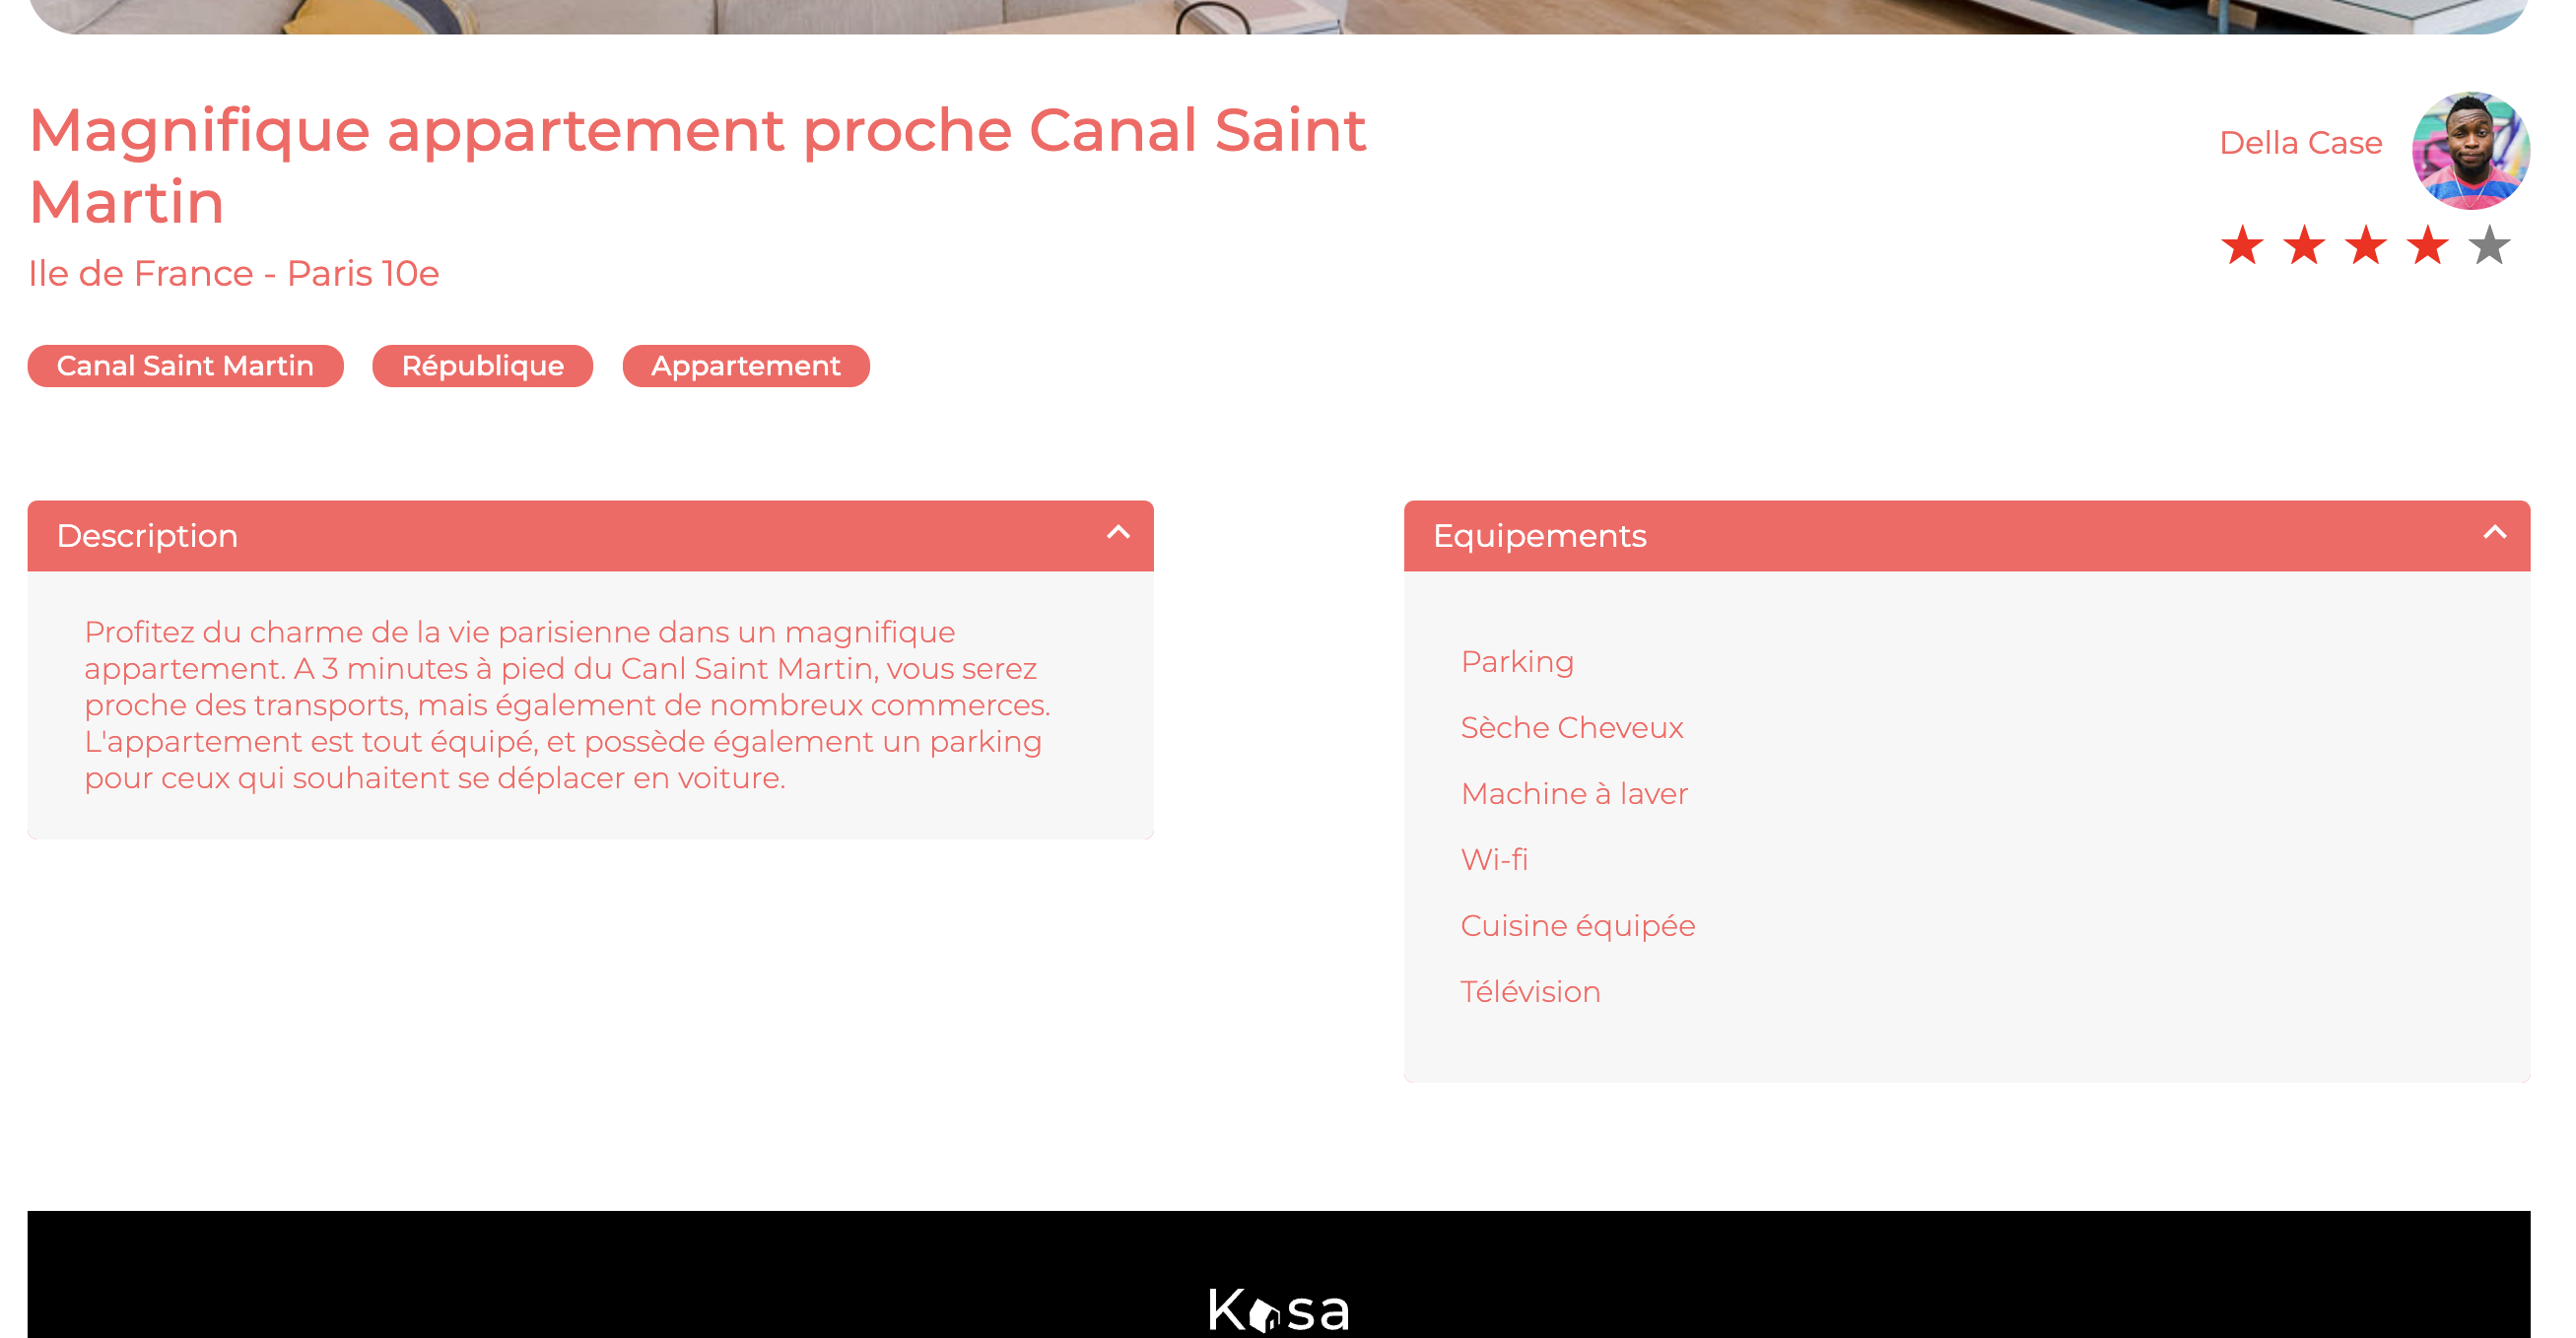 Magnifique appartement proche Canal Saint
Martin
Ile de France - Paris 10e
Della Case
Canal Saint Martin
République
Appartement
Description
Profitez du charme de la vie parisienne dans un magnifique
appartement. A 3 minutes à pied du Canl Saint Martin, vous serez
proche des transports, mais également de nombreux commerces.
L'appartement est tout équipé, et possède également un parking
pour ceux qui souhaitent se déplacer en voiture.
Equipements
Parking
Sèche Cheveux
Machine à laver
Wi-fi
Cuisine équipée
Télévision
Kasa